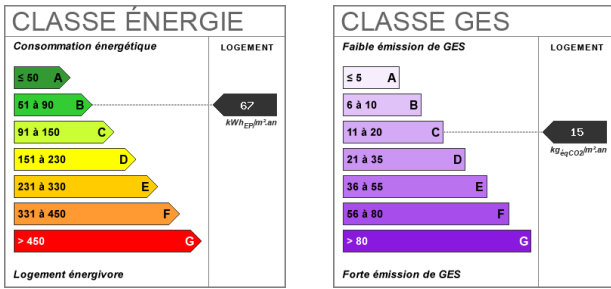 CLASSE ÉNERGIE
Consommation énergétique
LOGEMENT
≤ 50 A
51 à 90 B
67
kWhEP/m².an
91 à 150 C
151 à 230 D
231 à 330 E
331 à 450 F
> 450 G
Logement énergivore
CLASSE GES
Faible émission de GES
LOGEMENT
≤ 5 A
6 à 10 B
11 à 20 C
15
kgéqCO2/m².an
21 à 35 D
36 à 55 E
56 à 80 F
> 80 G
Forte émission de GES